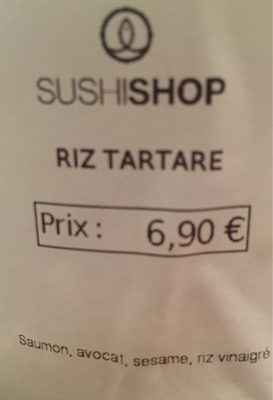 SUSHISHOP
RIZ TARTARE
Prix : 6,90 €
Saumon, avocat, sesame, riz vinaigré